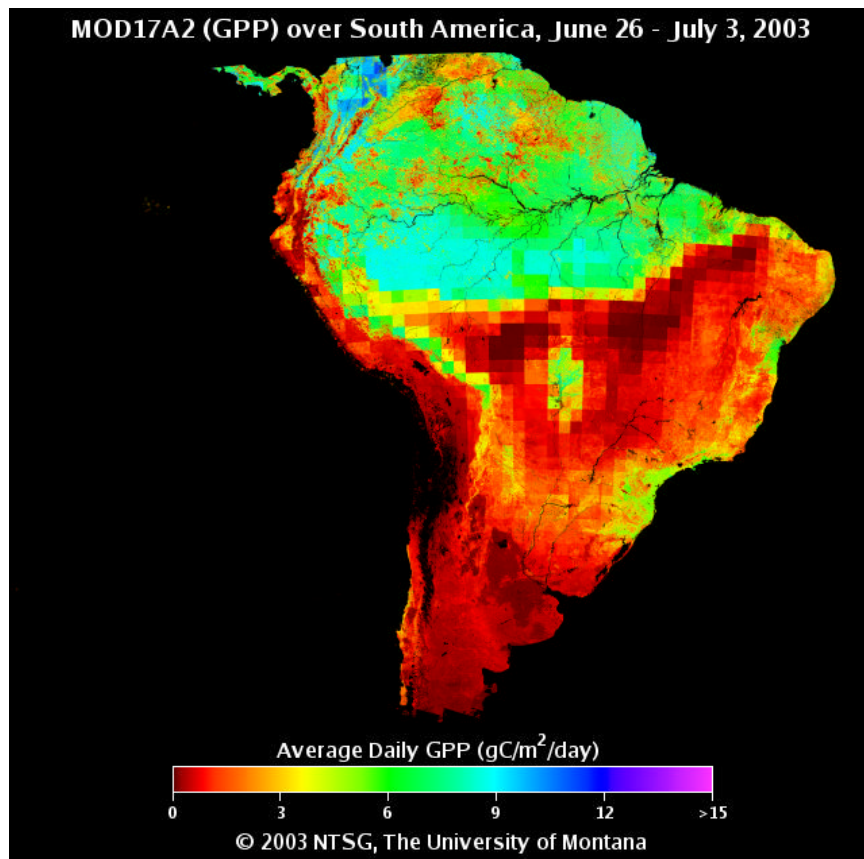 MOD17A2 (GPP) over South America, June 26 - July 3, 2003
Average Daily GPP (gC/m²/day)
0 3 6 9 12 >15
© 2003 NTSG, The University of Montana